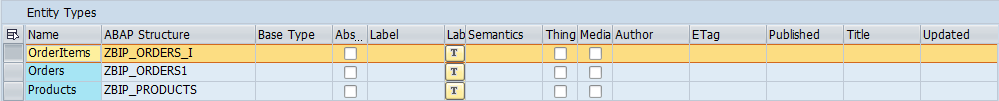 Entity Types
Name ABAP Structure Base Type Abs... Label Lab Semantics Thing Media Author ETag Published Title Updated
OrderItems ZBIP_ORDERS_I T
Orders ZBIP_ORDERS1 T
Products ZBIP_PRODUCTS T